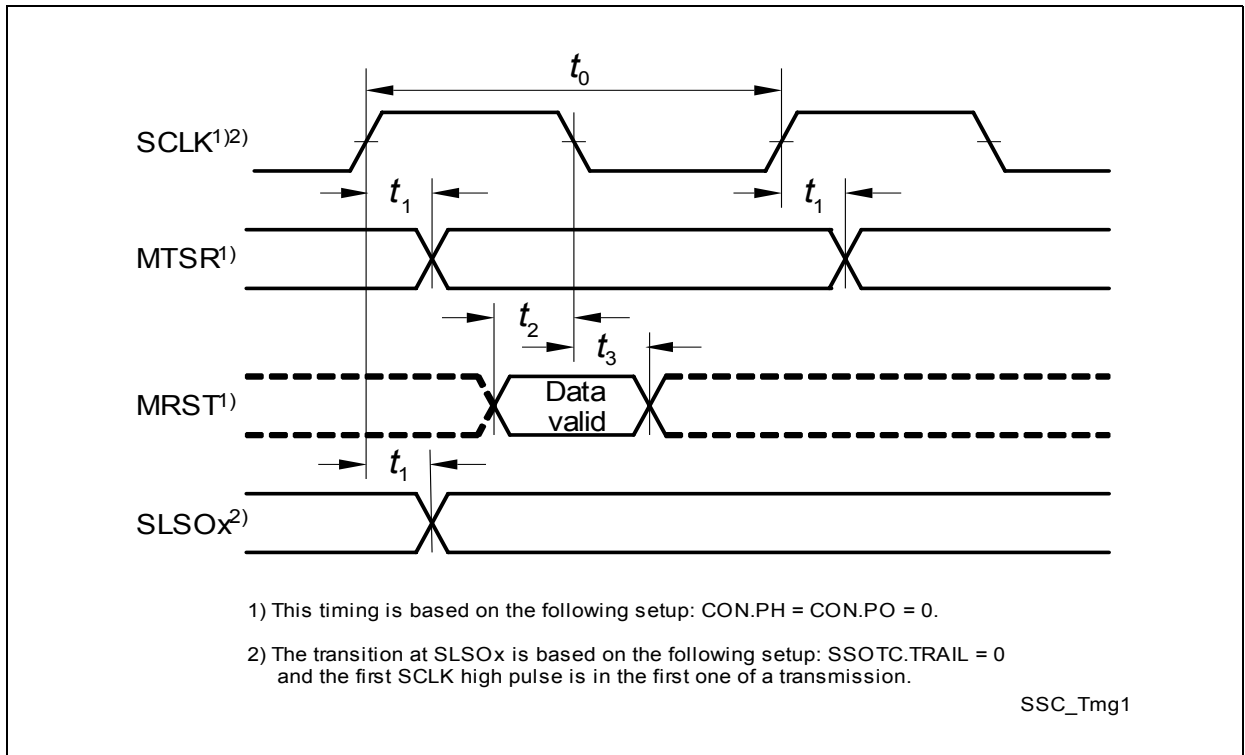 t0
SCLK1)2)
t1
t1
MTSR1)
t2
t3
MRST1)
Data
valid
t1
SLSOx2)
1) This timing is based on the following setup: CON.PH = CON.PO = 0.
2) The transition at SLSOx is based on the following setup: SSOTC.TRAIL = 0
and the first SCLK high pulse is in the first one of a transmission.
SSC_Tmg1